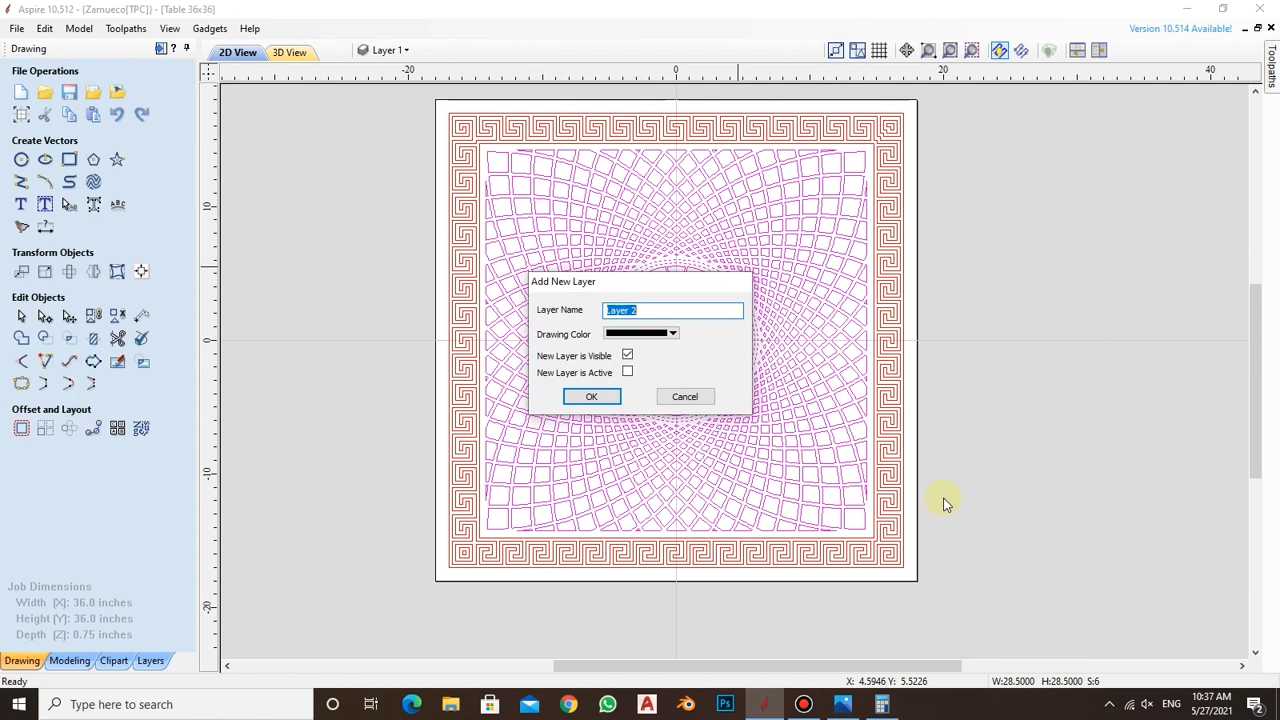 Aspire 10.512 - {Zamueco[TPC]} - [Table 36x36]
File Edit Model Toolpaths View Gadgets Help
Version 10.514 Available!
Drawing
2D View 3D View Layer 1
Toolpaths
File Operations
-20 0 20 40
Create Vectors
10
0
-10
-20
Transform Objects
Edit Objects
Offset and Layout
Add New Layer
Layer Name Layer 2
Drawing Color
New Layer is Visible
New Layer is Active
OK Cancel
Job Dimensions
Width (X): 36.0 inches
Height (Y): 36.0 inches
Depth (Z): 0.75 inches
Drawing Modeling Clipart Layers
Ready
X: 4.5946 Y: 5.5226
W:28.5000 H:28.5000 S:6
Type here to search
ENG
10:37 AM
5/27/2021